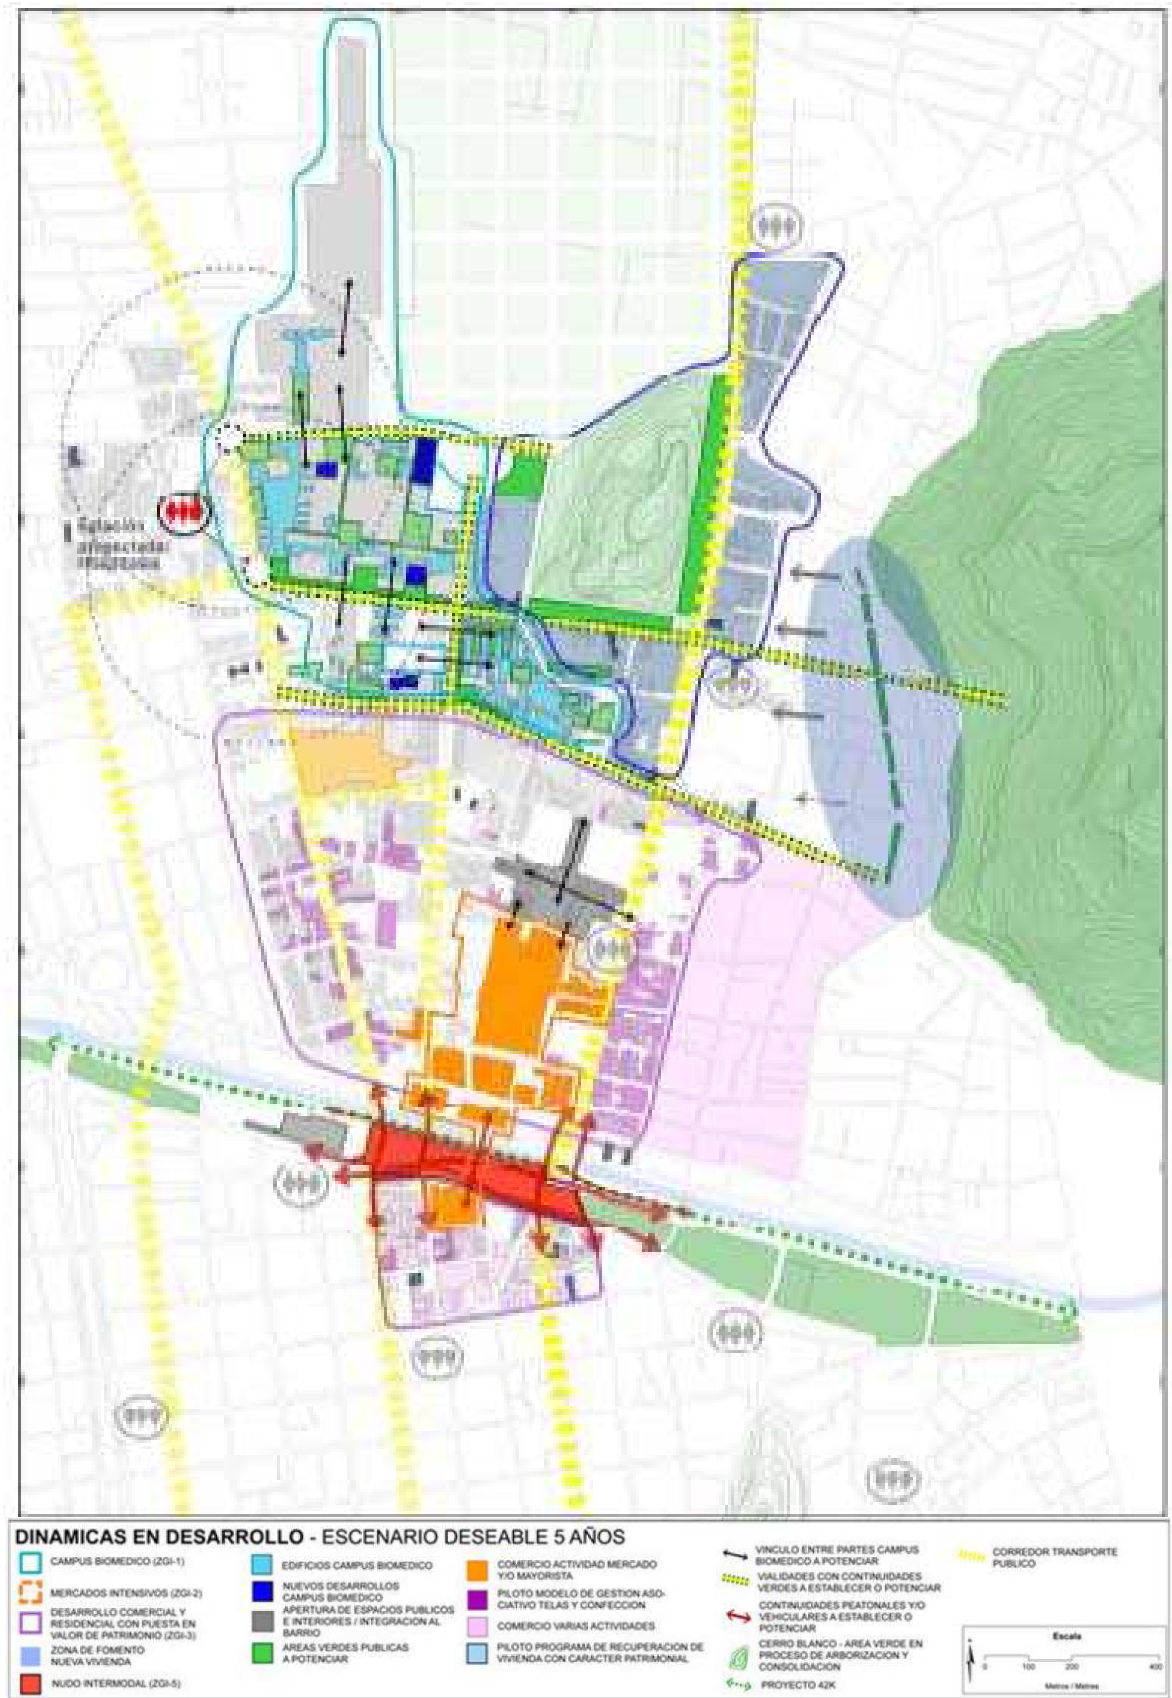 Estación
proyectada:
DINAMICAS EN DESARROLLO - ESCENARIO DESEABLE 5 AÑOS
CAMPUS BIOMEDICO (ZGI-1)
MERCADOS INTENSIVOS (ZGI-2)
DESARROLLO COMERCIAL Y
RESIDENCIAL CON PUESTA EN
VALOR DE PATRIMONIO (ZGI-3)
ZONA DE FOMENTO
NUEVA VIVIENDA
NUDO INTERMODAL (ZGI-5)
EDIFICIOS CAMPUS BIOMEDICO
NUEVOS DESARROLLOS
CAMPUS BIOMEDICO
APERTURA DE ESPACIOS PUBLICOS
E INTERIORES / INTEGRACION AL
BARRIO
AREAS VERDES PUBLICAS
A POTENCIAR
COMERCIO ACTIVIDAD MERCADO
Y/O MAYORISTA
PILOTO MODELO DE GESTION ASO-
CIATIVO TELAS Y CONFECCION
COMERCIO VARIAS ACTIVIDADES
PILOTO PROGRAMA DE RECUPERACION DE
VIVIENDA CON CARACTER PATRIMONIAL
VINCULO ENTRE PARTES CAMPUS
BIOMEDICO A POTENCIAR
VIALIDADES CON CONTINUIDADES
VERDES A ESTABLECER O POTENCIAR
CONTINUIDADES PEATONALES Y/O
VEHICULARES A ESTABLECER O
POTENCIAR
CERRO BLANCO - AREA VERDE EN
PROCESO DE ARBORIZACION Y
CONSOLIDACION
PROYECTO 42K
CORREDOR TRANSPORTE
PUBLICO
Escala
0 100 200 400
Metros / Metres